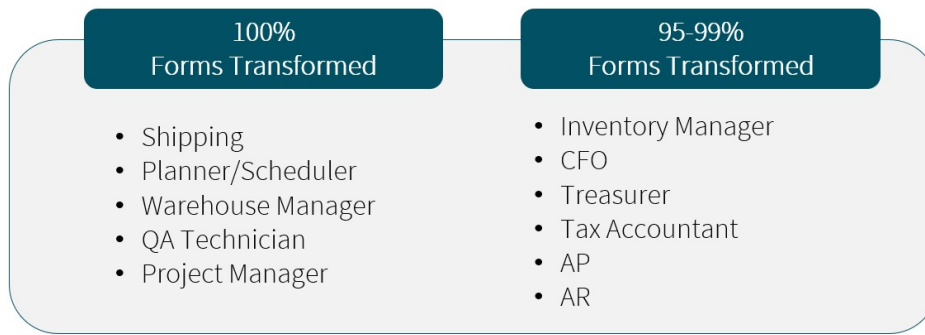 100%
Forms Transformed
• Shipping
• Planner/Scheduler
• Warehouse Manager
• QA Technician
• Project Manager
95-99%
Forms Transformed
• Inventory Manager
• CFO
• Treasurer
• Tax Accountant
• AP
• AR